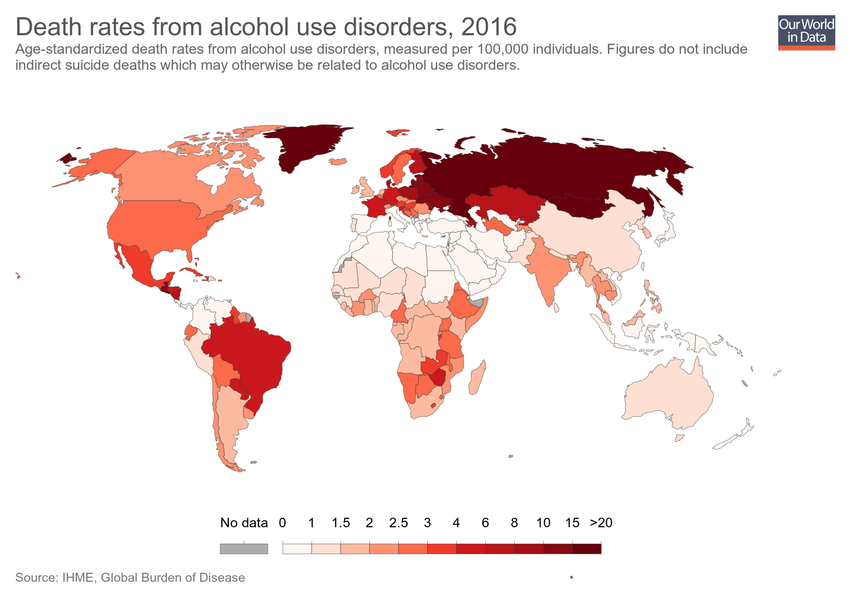 Death rates from alcohol use disorders, 2016
Our World
in Data
Age-standardized death rates from alcohol use disorders, measured per 100,000 individuals. Figures do not include
indirect suicide deaths which may otherwise be related to alcohol use disorders.
No data 0 1 1.5 2 2.5 3 4 6 8 10 15 >20
Source: IHME, Global Burden of Disease